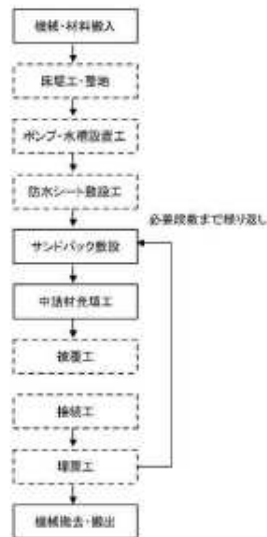 機械・材料搬入
床堀工・整地
ポンプ・水槽設置工
防水シート敷設工
必要段数まで繰り返し
サンドパック敷設
中詰材充填工
被覆工
接続工
埋戻工
機械撤去・搬出